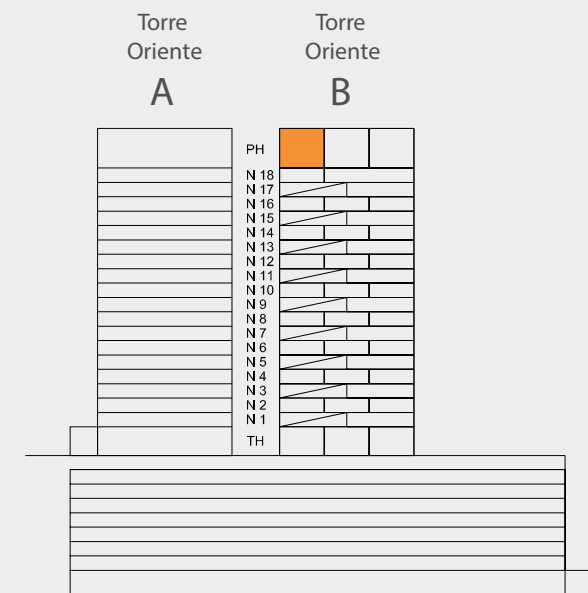 Torre
Oriente
A
Torre
Oriente
B
PH
N 18
N 17
N 16
N 15
N 14
N 13
N 12
N 11
N 10
N 9
N 8
N 7
N 6
N 5
N 4
N 3
N 2
N 1
TH